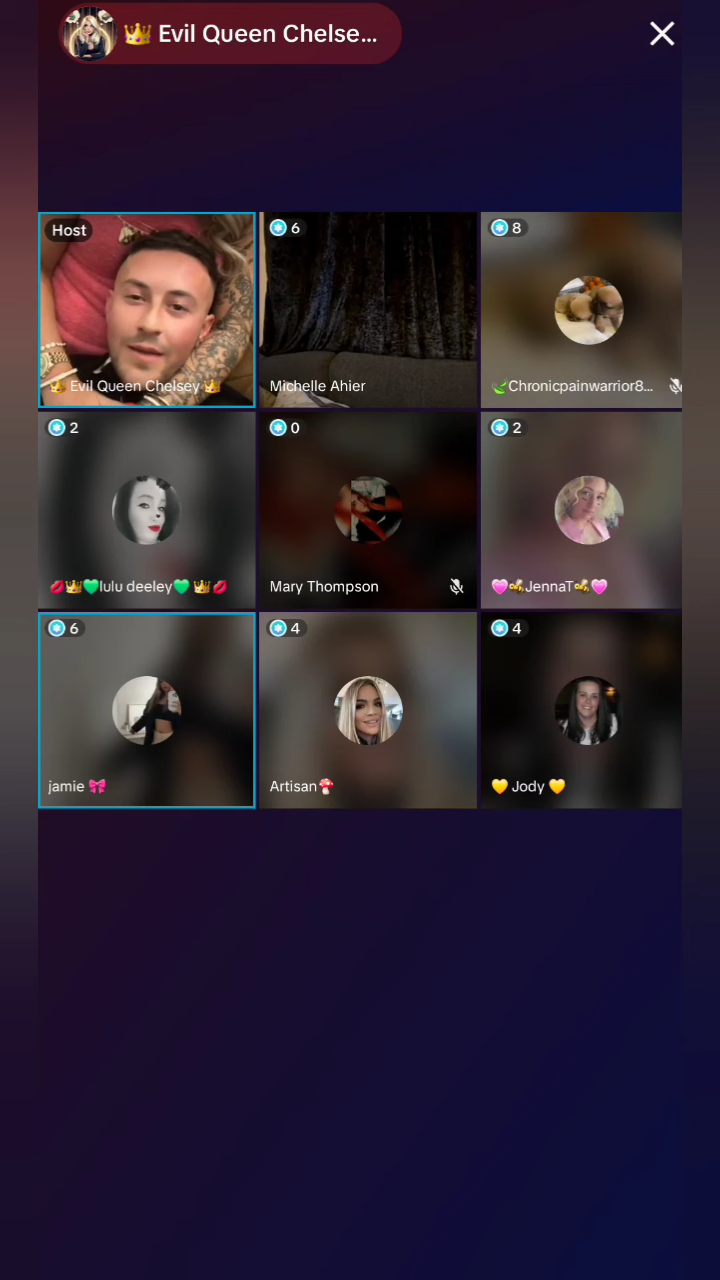 👑 Evil Queen Chelse...
Host
6
8
👑 Evil Queen Chelsey 👑
Michelle Ahier
🌿Chronicpainwarrior8...
2
0
2
💋👑💚lulu deeley💚👑💋
Mary Thompson
💗🐝JennaT🐝💗
6
4
4
jamie 🎀
Artisan🍄
💛 Jody 💛